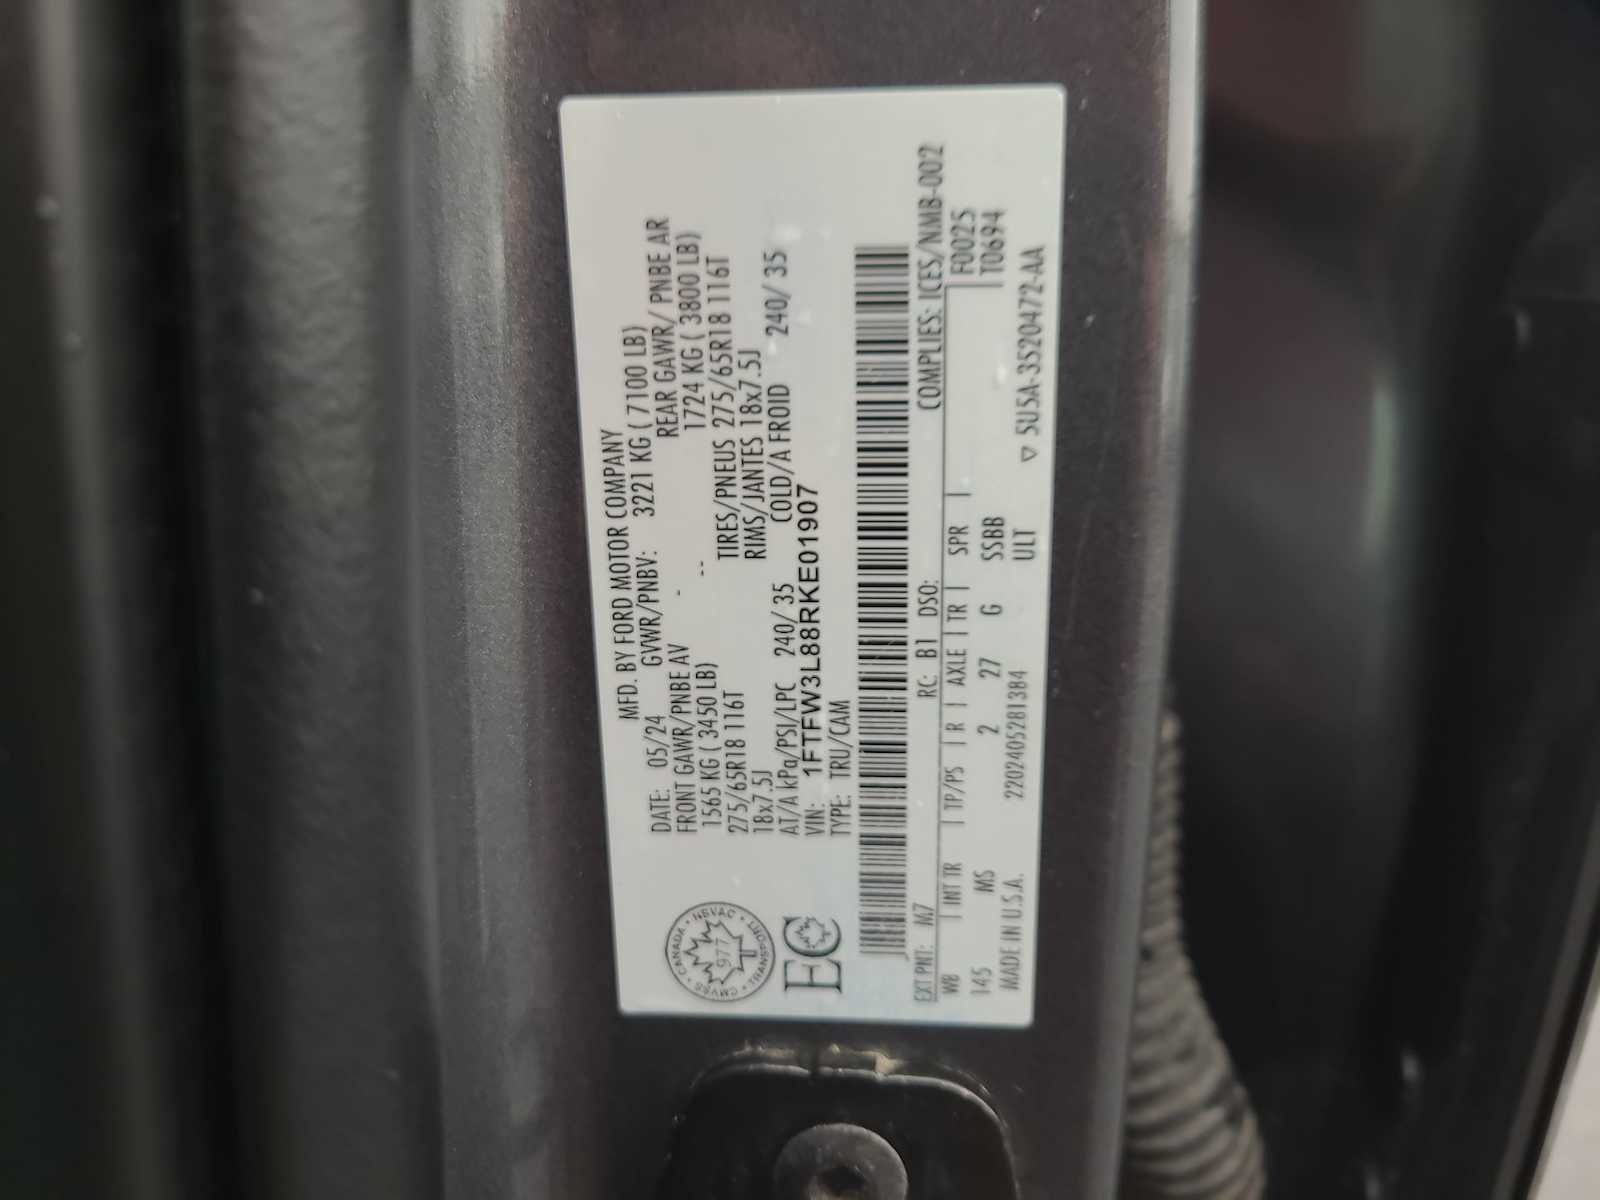 MFD. BY FORD MOTOR COMPANY
DATE: 05/24 GVWR/PNBV: 3221 KG ( 7100 LB)
FRONT GAWR/PNBE AV - REAR GAWR/ PNBE AR
1565 KG ( 3450 LB) -- 1724 KG ( 3800 LB)
275/65R18 116T TIRES/PNEUS 275/65R18 116T
18x7.5J RIMS/JANTES 18x7.5J
AT/A kPa/PSI/LPC 240/ 35 COLD/A FROID 240/ 35
VIN: 1FTFW3L88RKE01907
TYPE: TRU/CAM
CANADA • NSVAC • TRANSPORT • CMVSS •
977
EC
COMPLIES: ICES/NMB-002
EXT PNT: M7 RC: B1 DSO:
WB | INT TR | TP/PS | R | AXLE | TR | SPR | F0025
145 MS 2 27 G SSBB T0694
MADE IN U.S.A. 2202405281384 ULT
▽ 5U5A-3520472-AA